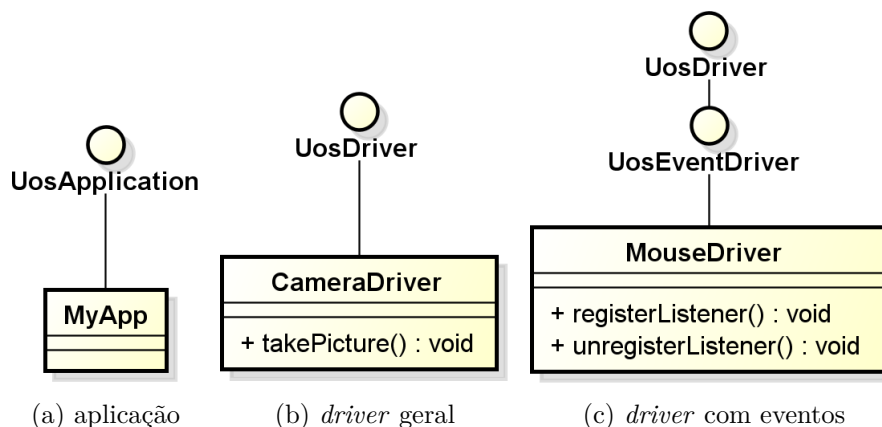 UosApplication
MyApp
(a) aplicação
UosDriver
CameraDriver
+ takePicture() : void
(b) driver geral
UosDriver
UosEventDriver
MouseDriver
+ registerListener() : void
+ unregisterListener() : void
(c) driver com eventos